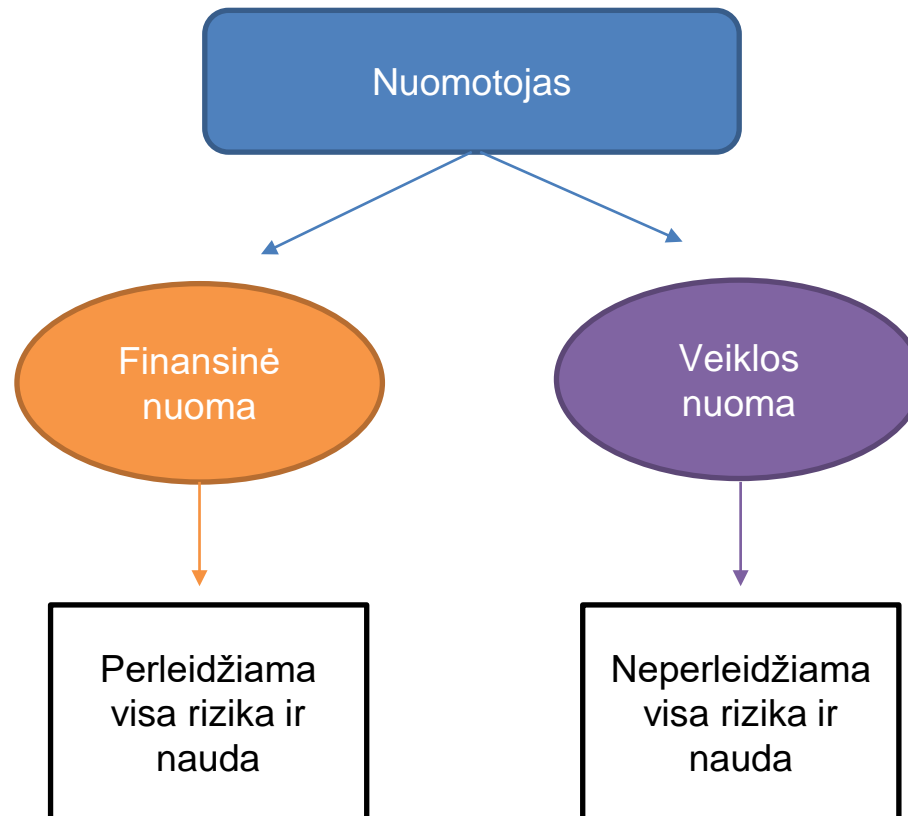 Nuomotojas
Finansinė
nuoma
Veiklos
nuoma
Perleidžiama
visa rizika ir
nauda
Neperleidžiama
visa rizika ir
nauda